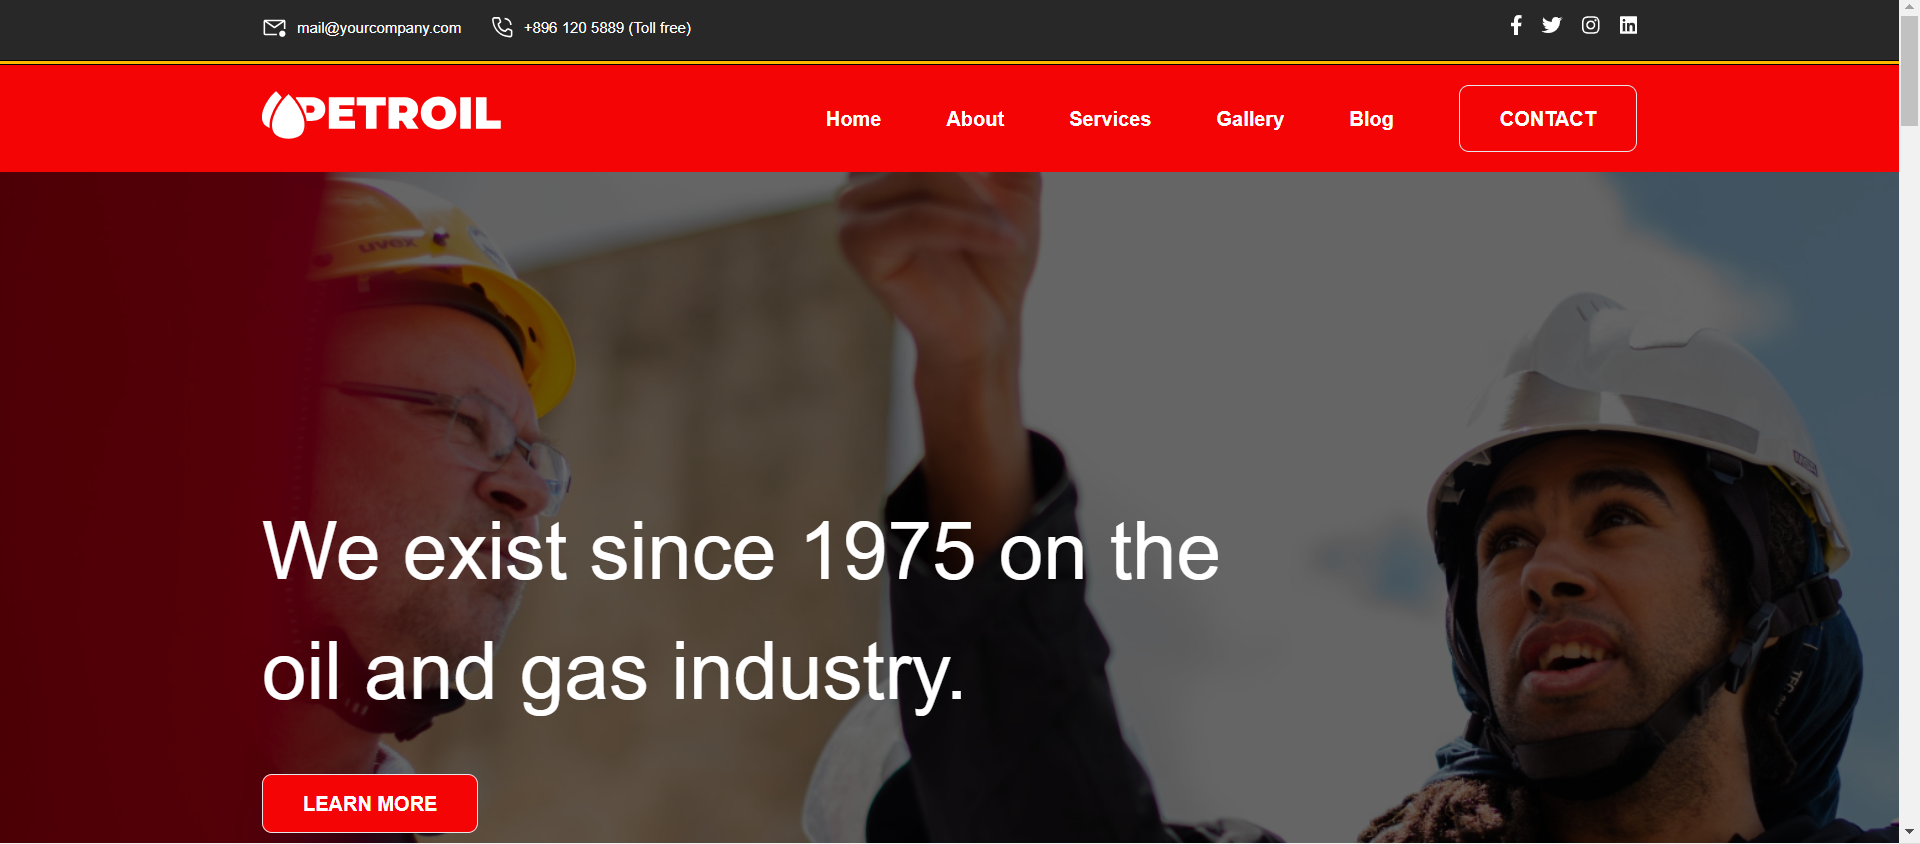 mail@yourcompany.com
+896 120 5889 (Toll free)
PETROIL
Home
About
Services
Gallery
Blog
CONTACT
uvex
We exist since 1975 on the
oil and gas industry.
LEARN MORE